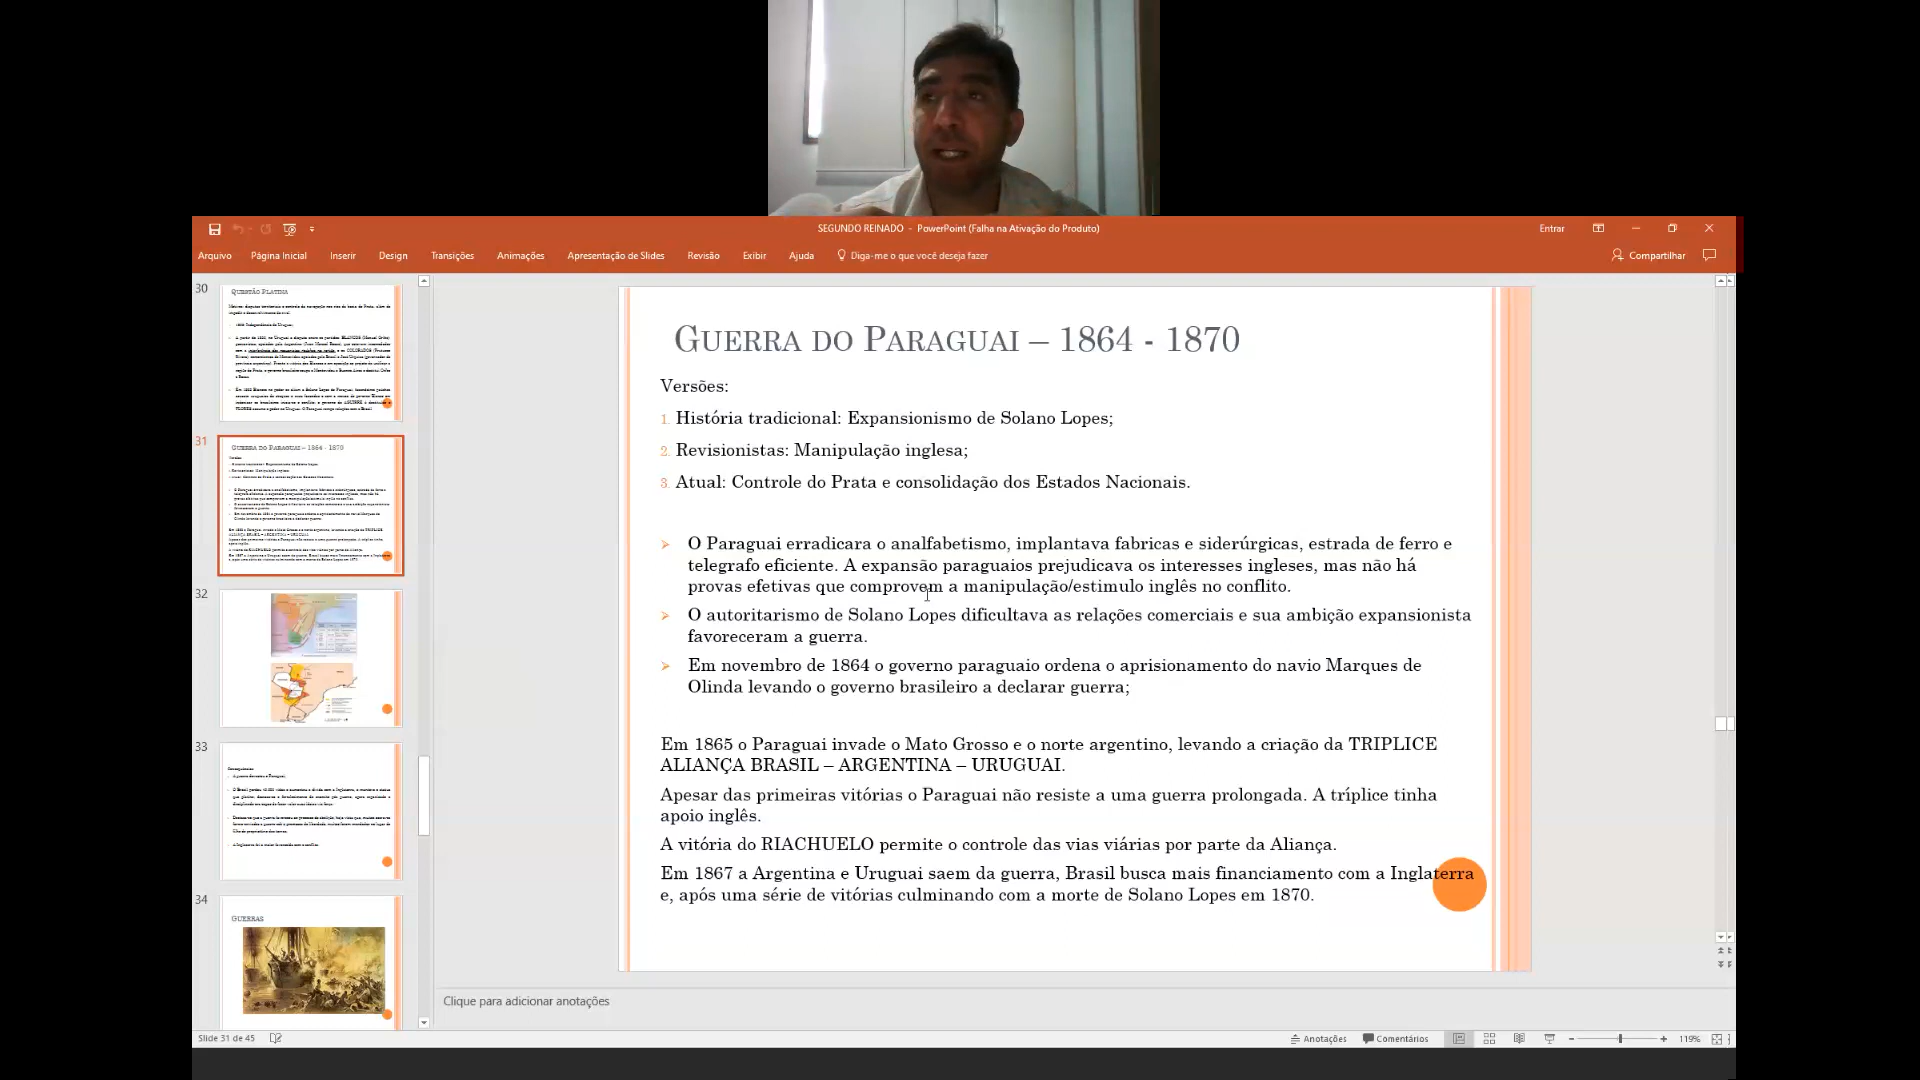 SEGUNDO REINADO - PowerPoint (Falha na Ativação do Produto)
Entrar
Arquivo
Página Inicial
Inserir
Design
Transições
Animações
Apresentação de Slides
Revisão
Exibir
Ajuda
Diga-me o que você deseja fazer
Compartilhar
30
QUESTÃO PLATINA
31
GUERRA DO PARAGUAI – 1864 - 1870
32
33
34
GUERRAS
GUERRA DO PARAGUAI – 1864 - 1870
Versões:
1. História tradicional: Expansionismo de Solano Lopes;
2. Revisionistas: Manipulação inglesa;
3. Atual: Controle do Prata e consolidação dos Estados Nacionais.
O Paraguai erradicara o analfabetismo, implantava fabricas e siderúrgicas, estrada de ferro e
telegrafo eficiente. A expansão paraguaios prejudicava os interesses ingleses, mas não há
provas efetivas que comprovem a manipulação/estimulo inglês no conflito.
O autoritarismo de Solano Lopes dificultava as relações comerciais e sua ambição expansionista
favoreceram a guerra.
Em novembro de 1864 o governo paraguaio ordena o aprisionamento do navio Marques de
Olinda levando o governo brasileiro a declarar guerra;
Em 1865 o Paraguai invade o Mato Grosso e o norte argentino, levando a criação da TRIPLICE
ALIANÇA BRASIL – ARGENTINA – URUGUAI.
Apesar das primeiras vitórias o Paraguai não resiste a uma guerra prolongada. A tríplice tinha
apoio inglês.
A vitória do RIACHUELO permite o controle das vias viárias por parte da Aliança.
Em 1867 a Argentina e Uruguai saem da guerra, Brasil busca mais financiamento com a Inglaterra
e, após uma série de vitórias culminando com a morte de Solano Lopes em 1870.
Clique para adicionar anotações
Slide 31 de 45
Anotações
Comentários
119%